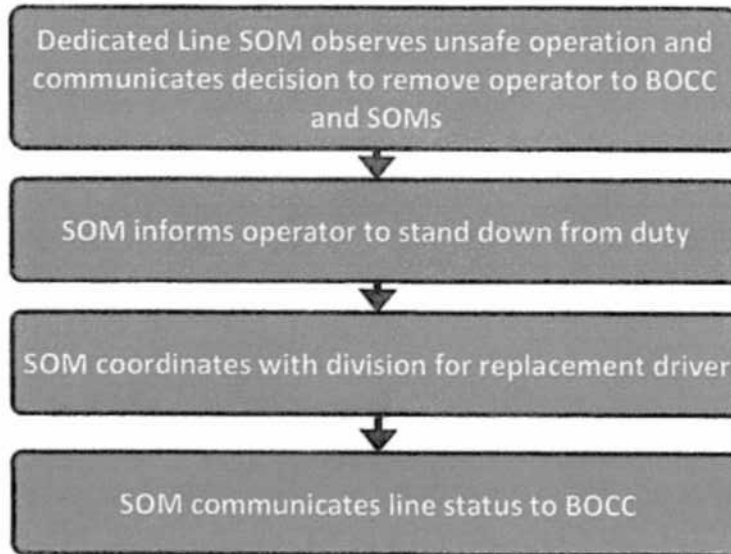 Dedicated Line SOM observes unsafe operation and
communicates decision to remove operator to BOCC
and SOMs
SOM informs operator to stand down from duty
SOM coordinates with division for replacement driver
SOM communicates line status to BOCC